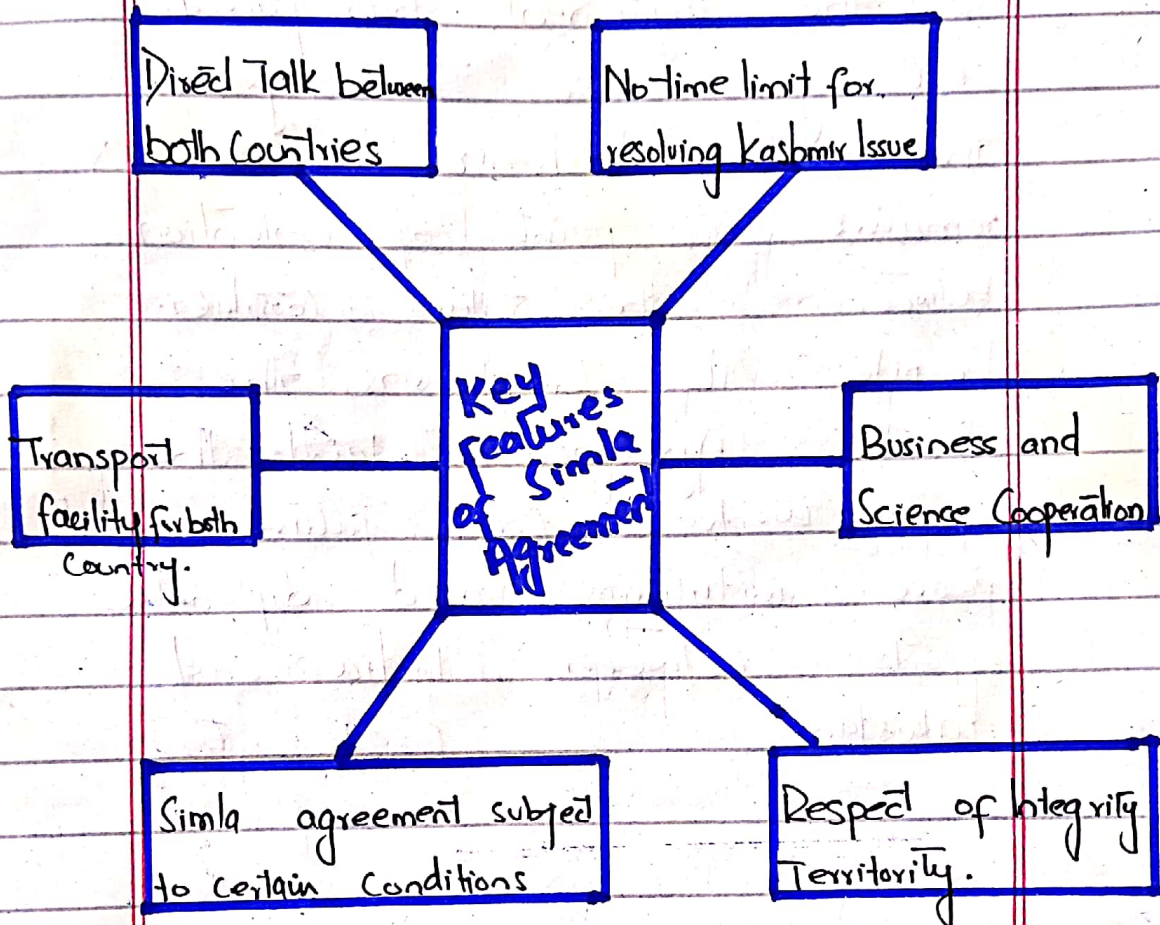 Direct Talk between
both Countries
No time limit for
resolving Kashmir Issue
Key
features
of Simla
Agreement
Transport
facility for both
Country.
Business and
Science Cooperation
Simla agreement subject
to certain Conditions
Respect of Integrity
Territority.